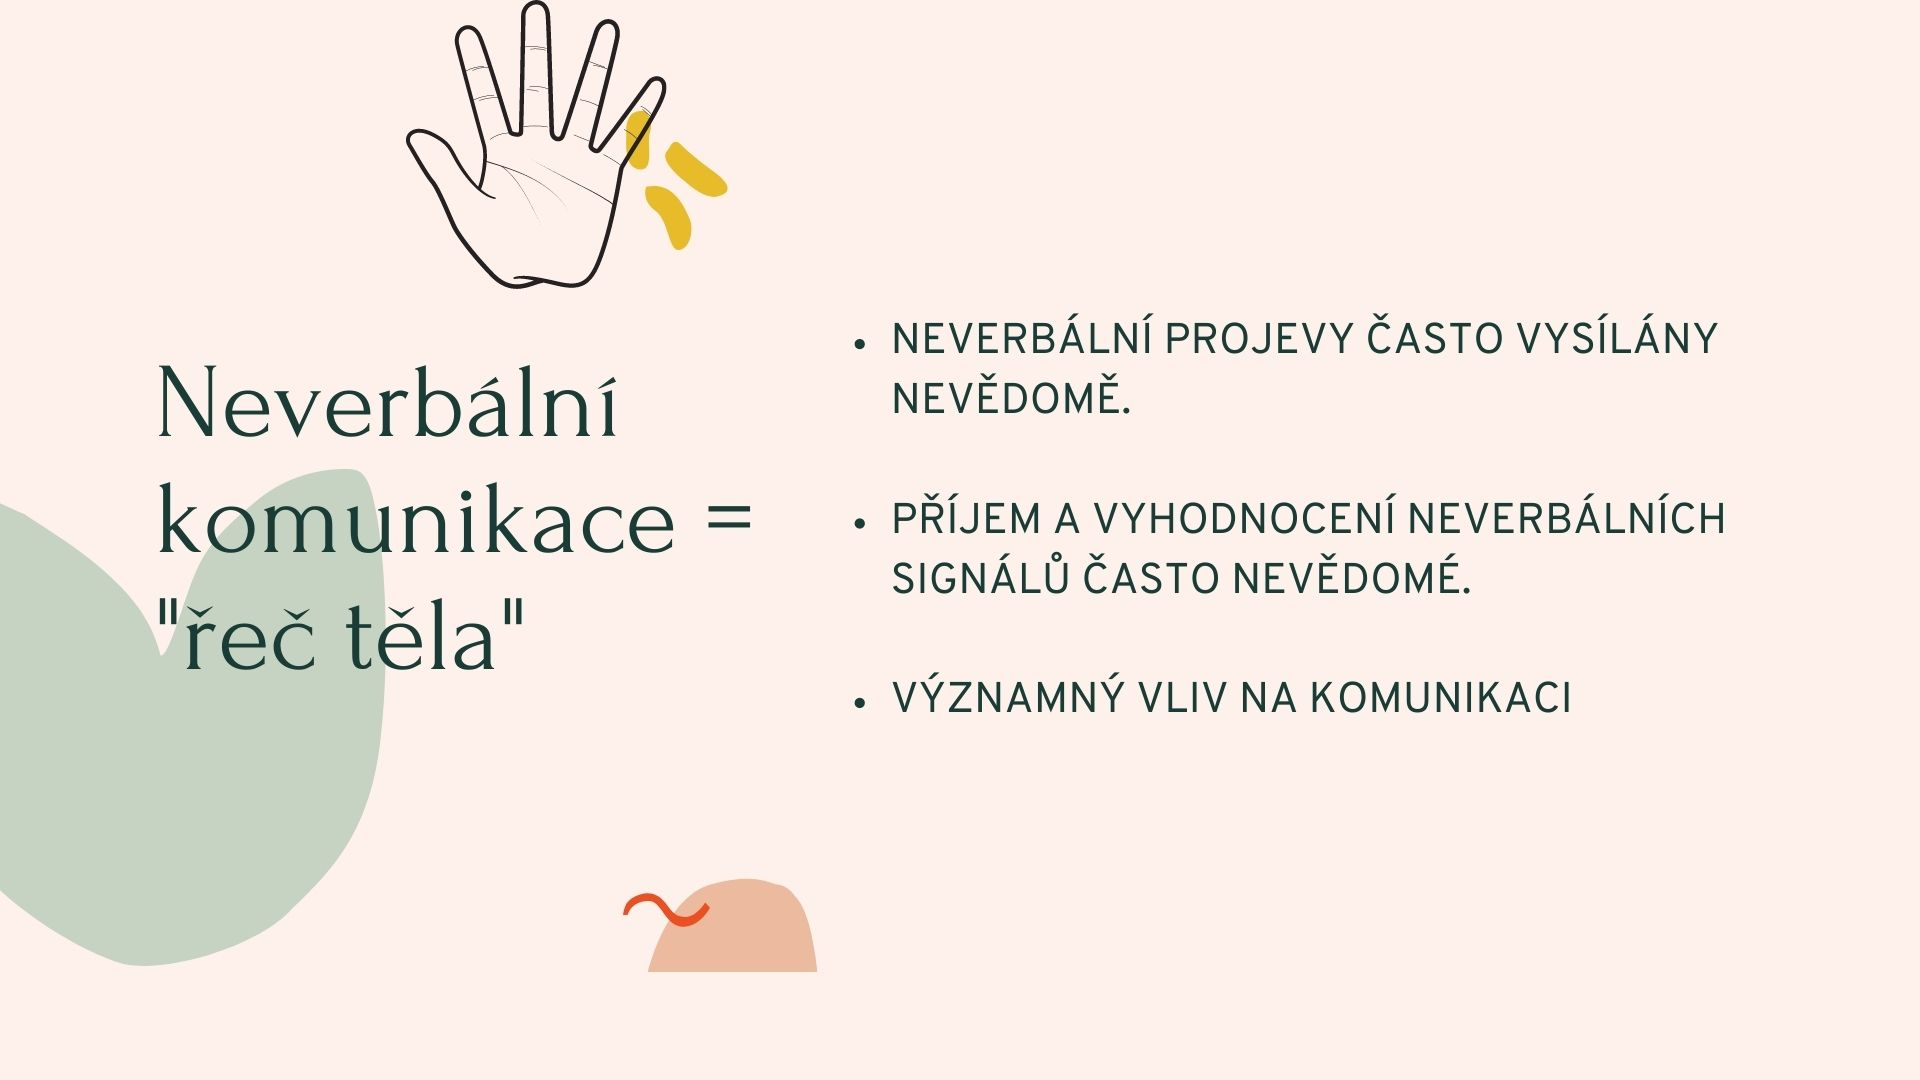 Neverbální
komunikace =
"řeč těla"
• NEVERBÁLNÍ PROJEVY ČASTO VYSÍLÁNY
NEVĚDOMĚ.
• PŘÍJEM A VYHODNOCENÍ NEVERBÁLNÍCH
SIGNÁLŮ ČASTO NEVĚDOMÉ.
• VÝZNAMNÝ VLIV NA KOMUNIKACI